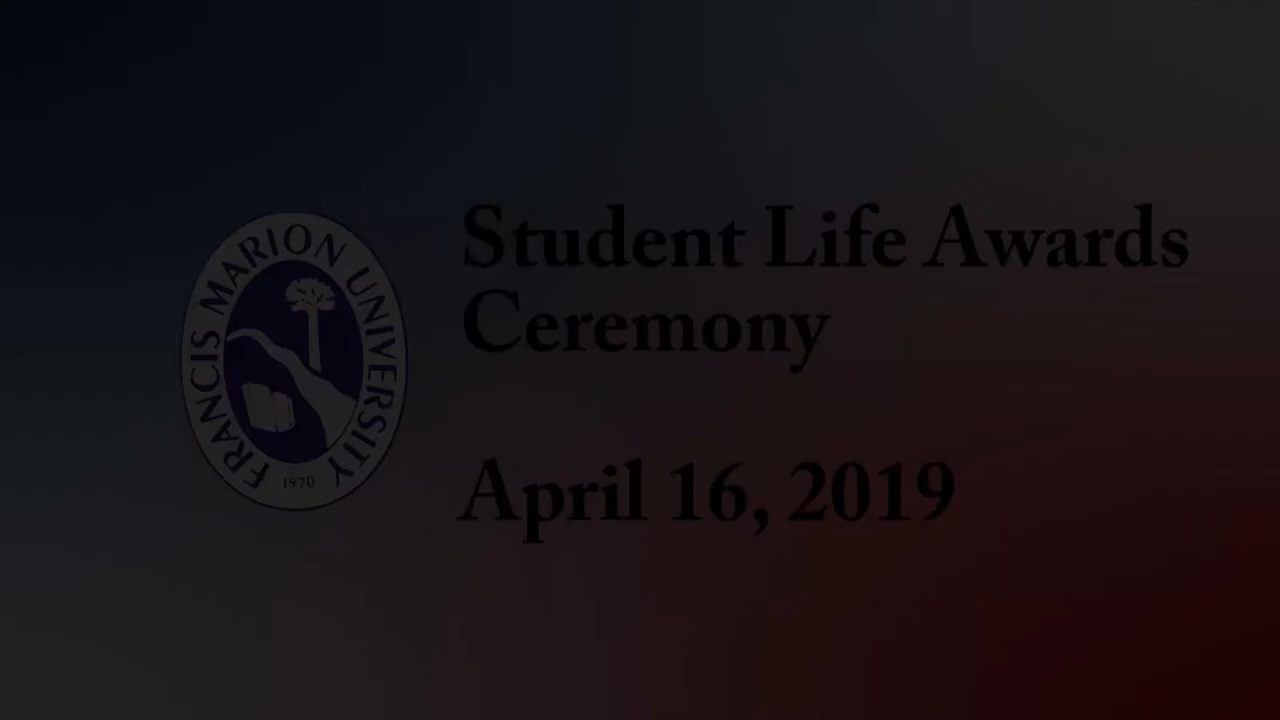 FRANCIS MARION UNIVERSITY
1970
Student Life Awards
Ceremony
April 16, 2019